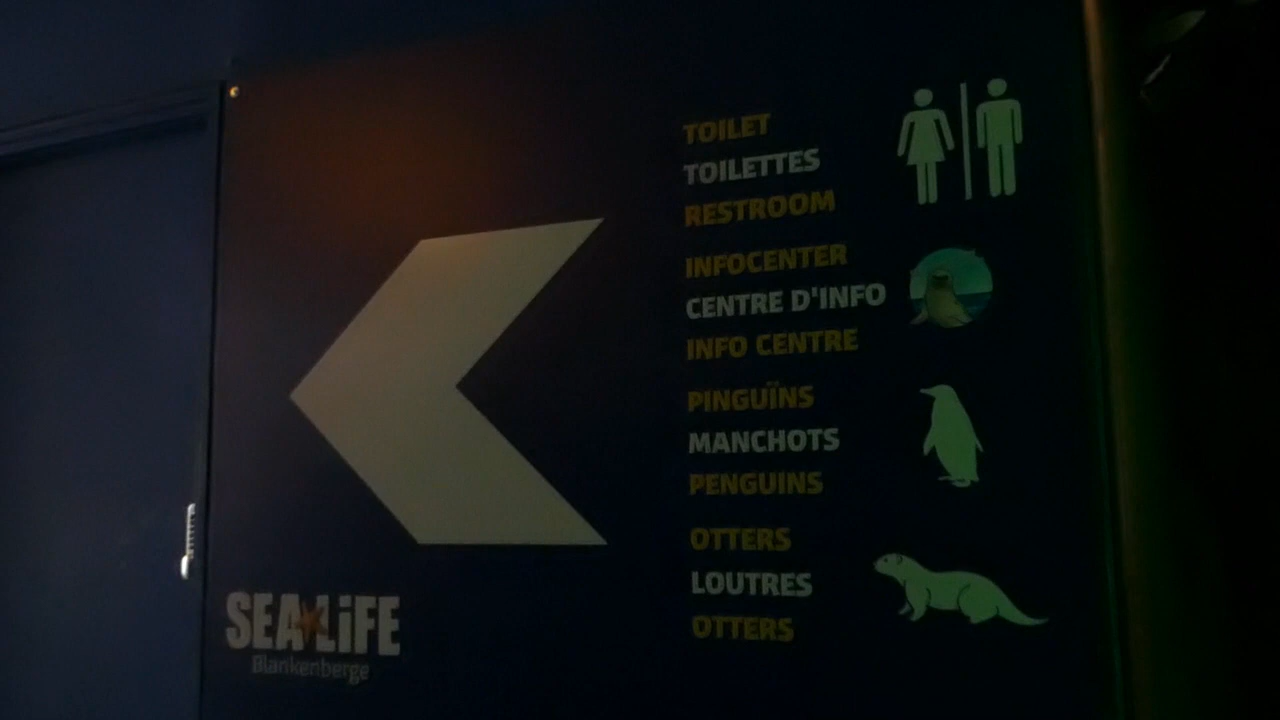 TOILET
TOILETTES
RESTROOM
INFOCENTER
CENTRE D'INFO
INFO CENTRE
PINGUÏNS
MANCHOTS
PENGUINS
OTTERS
LOUTRES
OTTERS
SEA LiFE
Blankenberge